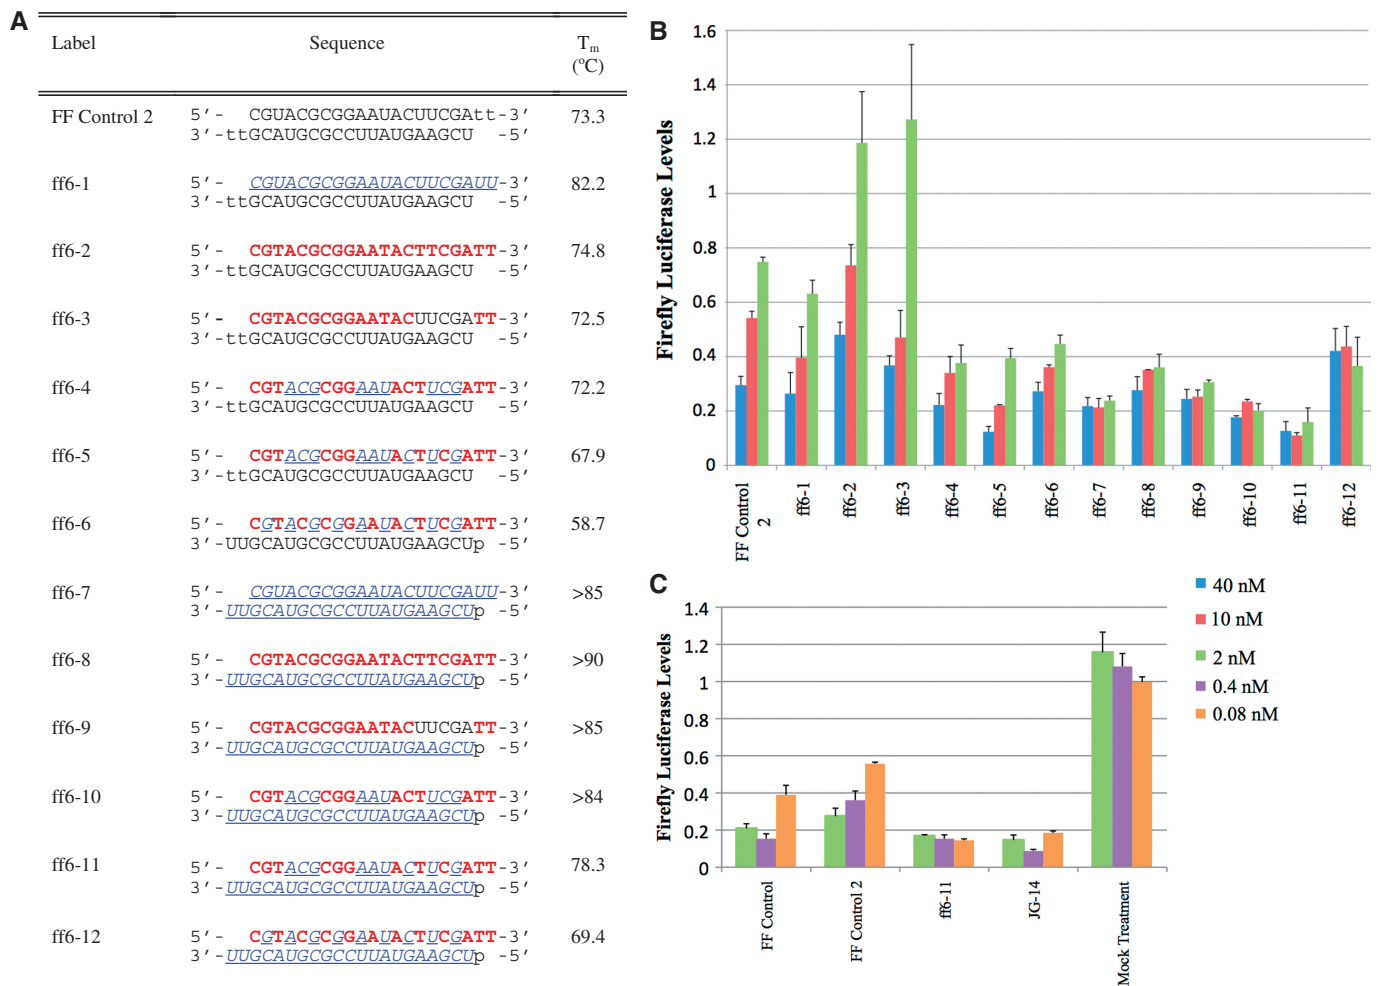 A
Label Sequence Tm (°C)
FF Control 2 5′- CGUACGCGGAAUACUUCGAtt-3′ 73.3
3′-ttGCAUGCGCCUUAUGAAGCU -5′
ff6-1 5′- CGUACGCGGAAUACUUCGAUU-3′ 82.2
3′-ttGCAUGCGCCUUAUGAAGCU -5′
ff6-2 5′- CGTACGCGGAATACTTCGATT-3′ 74.8
3′-ttGCAUGCGCCUUAUGAAGCU -5′
ff6-3 5′- CGTACGCGGAATACUUCGATT-3′ 72.5
3′-ttGCAUGCGCCUUAUGAAGCU -5′
ff6-4 5′- CGTACGCGGAAUACTUCGATT-3′ 72.2
3′-ttGCAUGCGCCUUAUGAAGCU -5′
ff6-5 5′- CGTACGCGGAAUACTUCGATT-3′ 67.9
3′-ttGCAUGCGCCUUAUGAAGCU -5′
ff6-6 5′- CGTACGCGGAAUACTUCGATT-3′ 58.7
3′-UUGCAUGCGCCUUAUGAAGCUp -5′
ff6-7 5′- CGUACGCGGAAUACUUCGAUU-3′ >85
3′-UUGCAUGCGCCUUAUGAAGCUp -5′
ff6-8 5′- CGTACGCGGAATACTTCGATT-3′ >90
3′-UUGCAUGCGCCUUAUGAAGCUp -5′
ff6-9 5′- CGTACGCGGAATACUUCGATT-3′ >85
3′-UUGCAUGCGCCUUAUGAAGCUp -5′
ff6-10 5′- CGTACGCGGAAUACTUCGATT-3′ >84
3′-UUGCAUGCGCCUUAUGAAGCUp -5′
ff6-11 5′- CGTACGCGGAAUACTUCGATT-3′ 78.3
3′-UUGCAUGCGCCUUAUGAAGCUp -5′
ff6-12 5′- CGTACGCGGAAUACTUCGATT-3′ 69.4
3′-UUGCAUGCGCCUUAUGAAGCUp -5′
B
Firefly Luciferase Levels
1.6
1.4
1.2
1
0.8
0.6
0.4
0.2
0
FF Control 2
ff6-1
ff6-2
ff6-3
ff6-4
ff6-5
ff6-6
ff6-7
ff6-8
ff6-9
ff6-10
ff6-11
ff6-12
C
Firefly Luciferase Levels
1.4
1.2
1
0.8
0.6
0.4
0.2
0
FF Control
FF Control 2
ff6-11
JG-14
Mock Treatment
40 nM
10 nM
2 nM
0.4 nM
0.08 nM